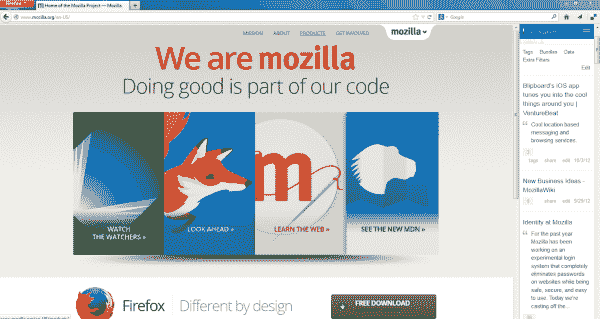 Firefox
Home of the Mozilla Project — Mozilla
www.mozilla.org/en-US/
Google
MISSION ABOUT PRODUCTS GET INVOLVED
mozilla
We are mozilla
Doing good is part of our code
WATCH
THE WATCHERS »
LOOK AHEAD »
m
LEARN THE WEB »
SEE THE NEW MDN »
Firefox Different by design
FREE DOWNLOAD
Tags Bundles Data
Extra Filters
Edit
Blipboard's iOS app
tunes you into the cool
things around you |
VentureBeat
Cool location based
messaging and
browsing services.
tags share edit 10/3/12
New Business Ideas -
MozillaWiki
share edit
Identity at Mozilla
For the past year
Mozilla has been
working on an
experimental login
system that completely
eliminates passwords
on websites while being
safe, secure, and easy
to use. Today we're
casting off the...
share edit